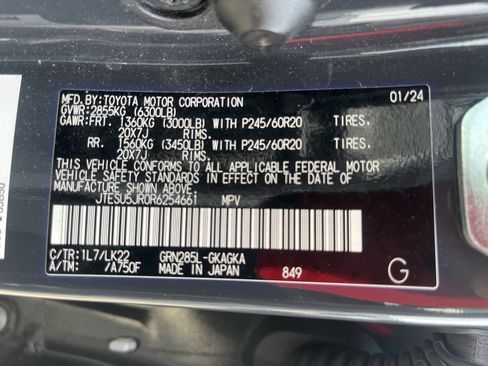 MFD.BY:TOYOTA MOTOR CORPORATION 01/24
GVWR:2855KG (6300LB)
GAWR:FRT. 1360KG (3000LB) WITH P245/60R20 TIRES,
20X7J RIMS.
RR. 1560KG (3450LB) WITH P245/60R20 TIRES,
20X7J RIMS.
THIS VEHICLE CONFORMS TO ALL APPLICABLE FEDERAL MOTOR
VEHICLE SAFETY STANDARDS IN EFFECT ON THE DATE OF
MANUFACTURE SHOWN ABOVE.
JTESU5JR0R6254661 MPV
C/TR:1L7/LK22 GRN285L-GKAGKA
A/TM: /A750F MADE IN JAPAN 849 G